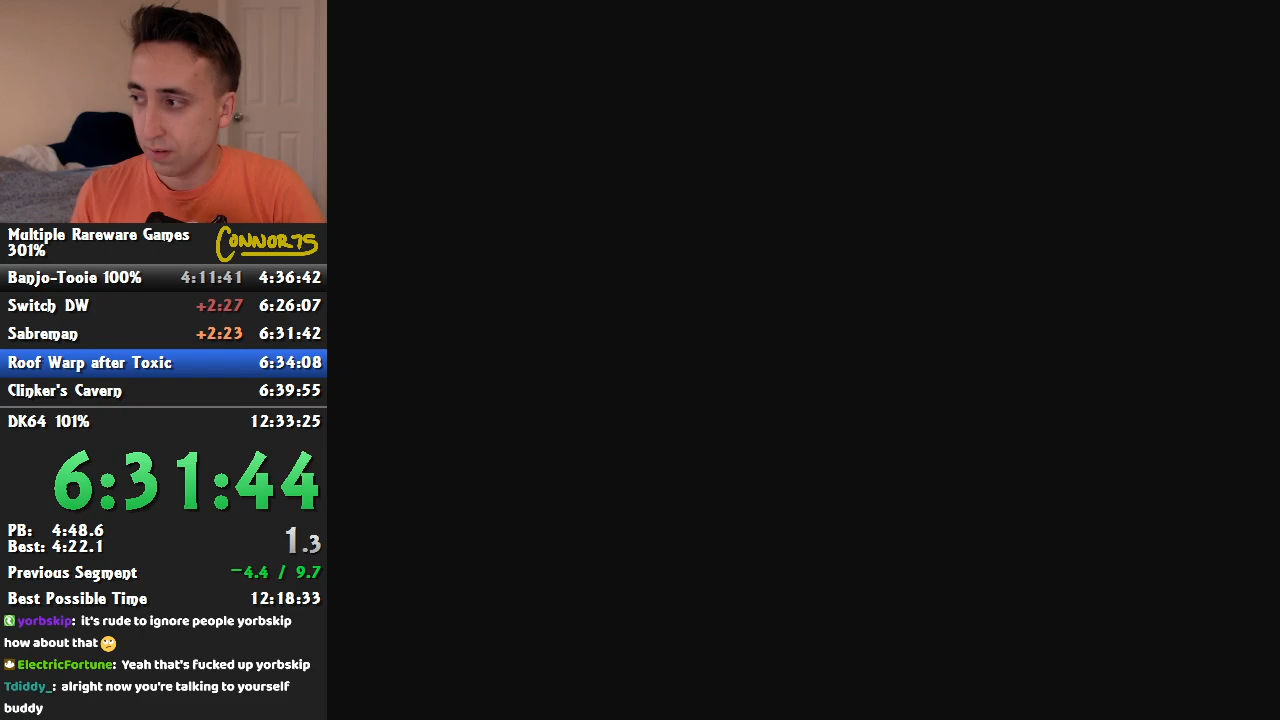 Multiple Rareware Games
301%
CONNOR75
Banjo-Tooie 100% 4:11:41 4:36:42
Switch DW +2:27 6:26:07
Sabreman +2:23 6:31:42
Roof Warp after Toxic 6:34:08
Clinker's Cavern 6:39:55
DK64 101% 12:33:25
6:31:44
PB: 4:48.6
Best: 4:22.1
1.3
Previous Segment -4.4 / 9.7
Best Possible Time 12:18:33
yorbskip: it's rude to ignore people yorbskip
how about that 🙄
ElectricFortune: Yeah that's fucked up yorbskip
Tdiddy_: alright now you're talking to yourself
buddy